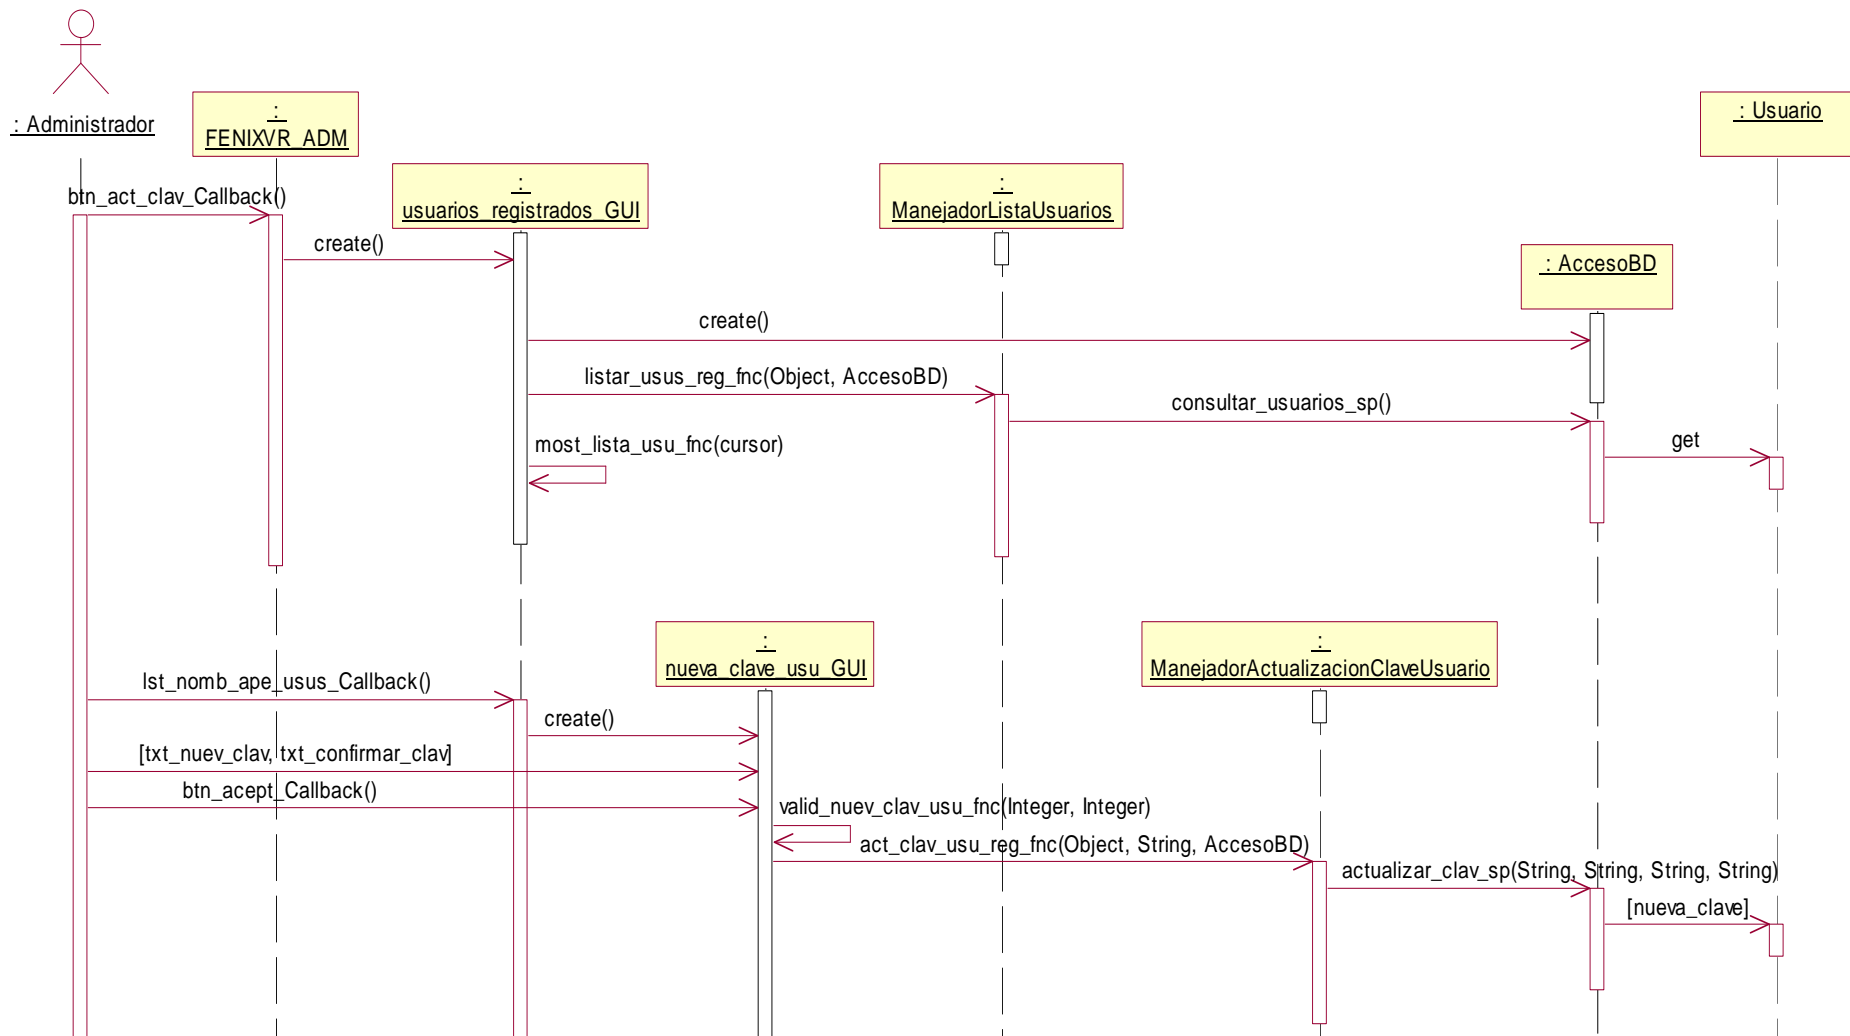 : Administrador
:
FENIXVR_ADM
: Usuario
btn_act_clav_Callback()
:
usuarios_registrados_GUI
:
ManejadorListaUsuarios
create()
: AccesoBD
create()
listar_usus_reg_fnc(Object, AccesoBD)
consultar_usuarios_sp()
most_lista_usu_fnc(cursor)
get
:
nueva_clave_usu_GUI
:
ManejadorActualizacionClaveUsuario
lst_nomb_ape_usus_Callback()
create()
[txt_nuev_clav, txt_confirmar_clav]
btn_acept_Callback()
valid_nuev_clav_usu_fnc(Integer, Integer)
act_clav_usu_reg_fnc(Object, String, AccesoBD)
actualizar_clav_sp(String, String, String, String)
[nueva_clave]